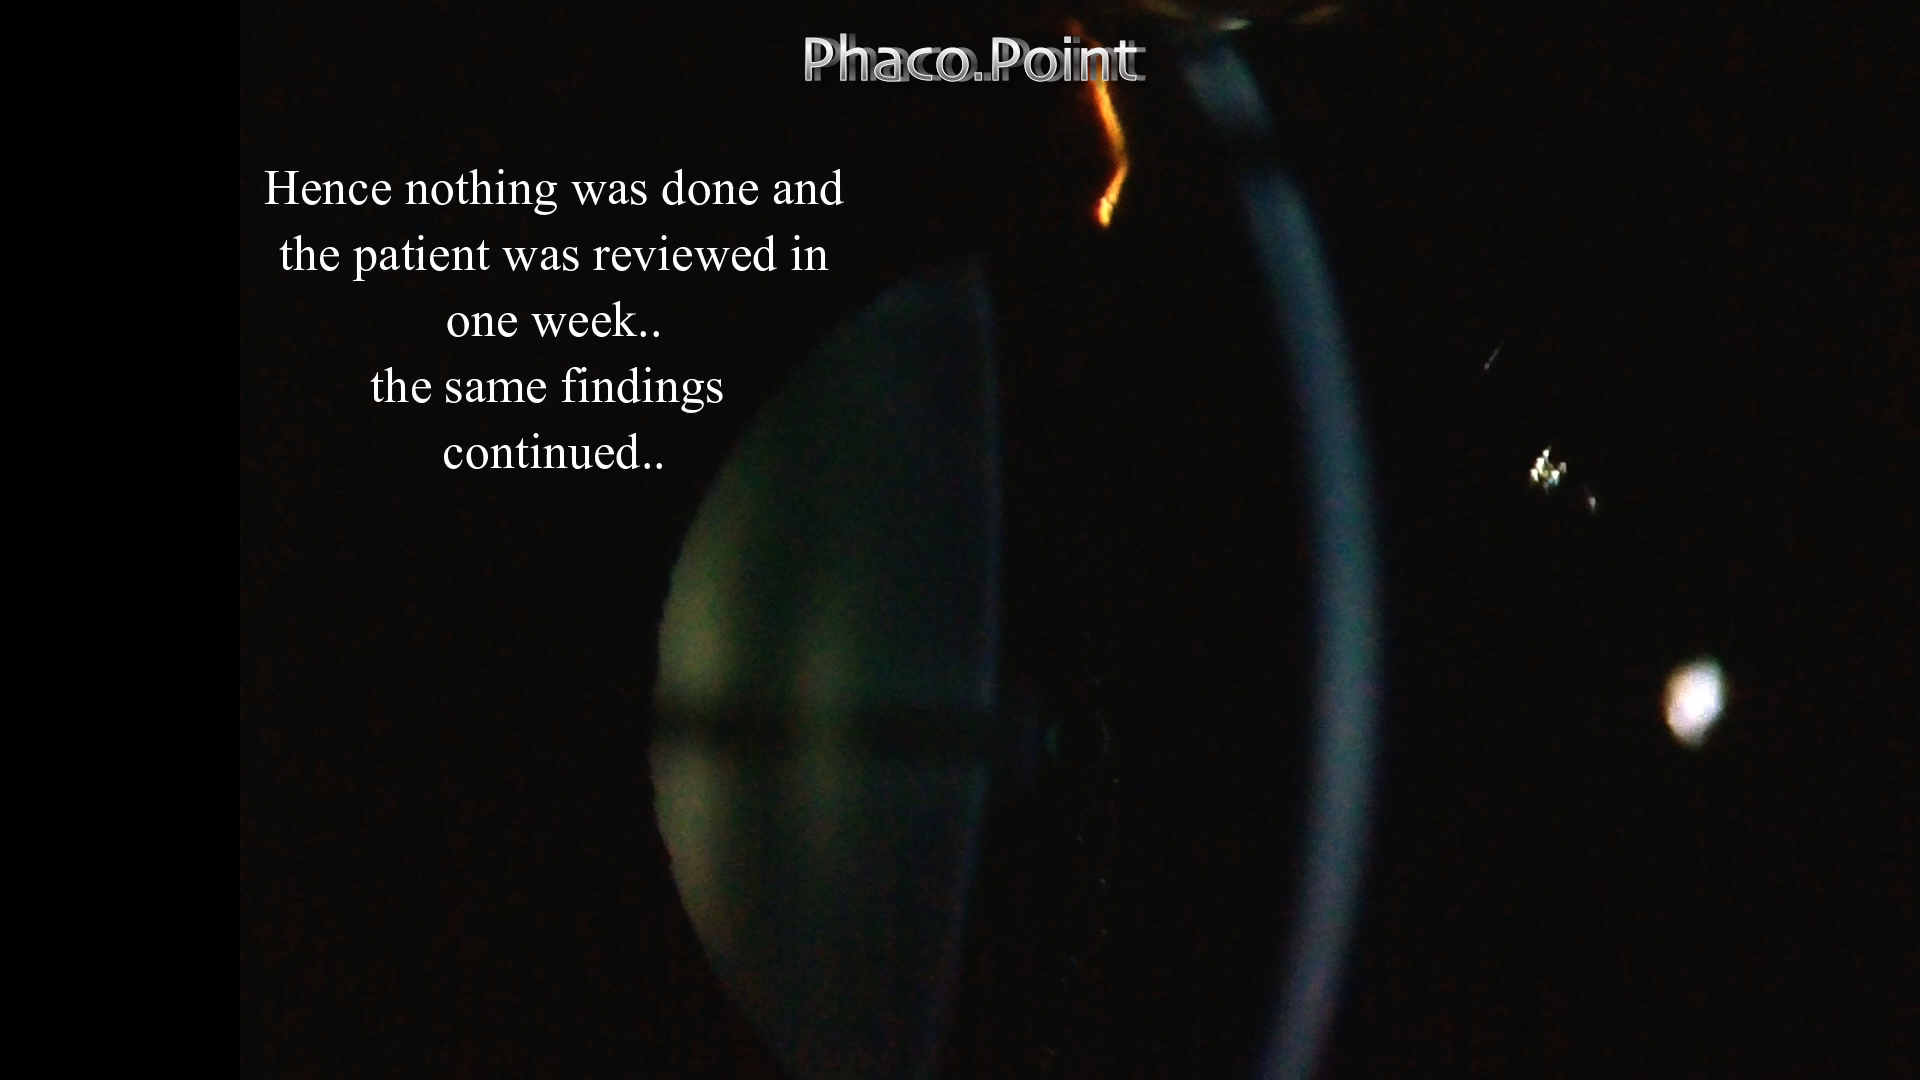 Phaco.Point
Hence nothing was done and
the patient was reviewed in
one week..
the same findings
continued..